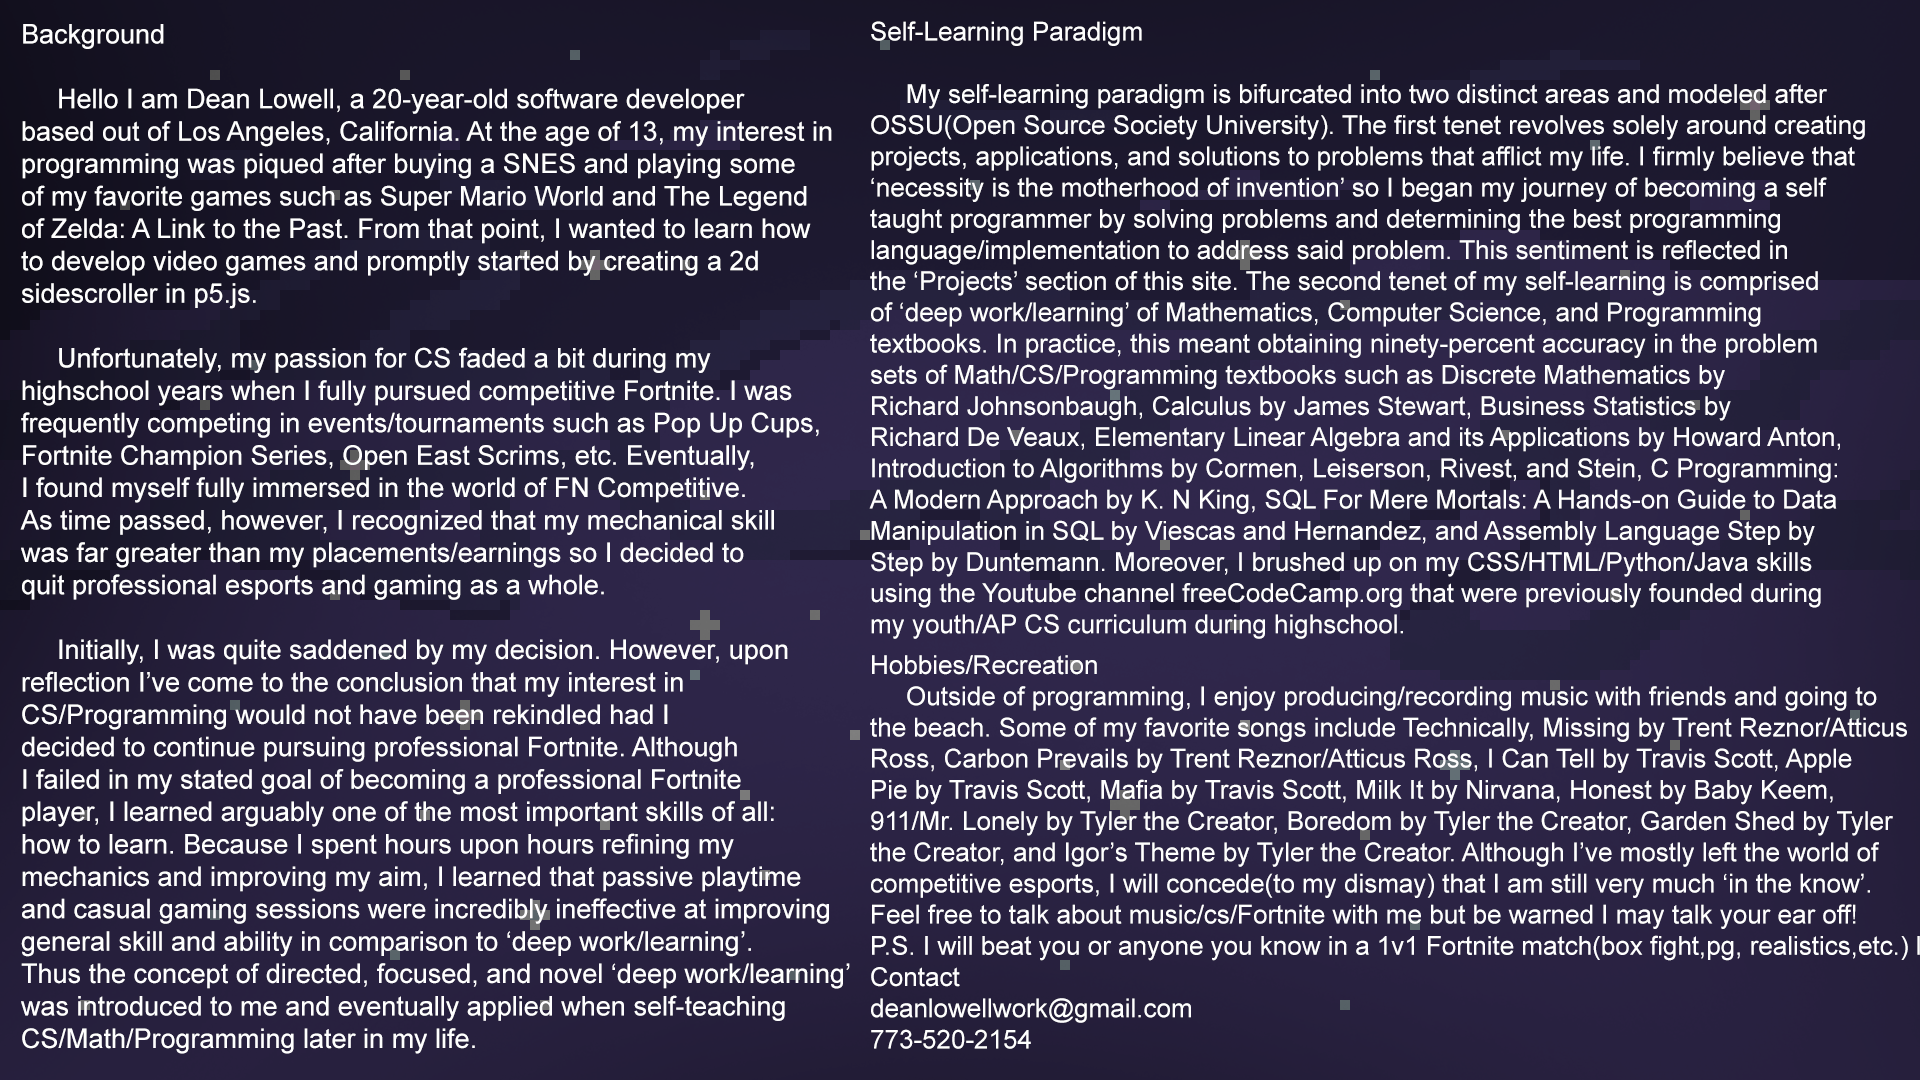 Background
Hello I am Dean Lowell, a 20-year-old software developer
based out of Los Angeles, California. At the age of 13, my interest in
programming was piqued after buying a SNES and playing some
of my favorite games such as Super Mario World and The Legend
of Zelda: A Link to the Past. From that point, I wanted to learn how
to develop video games and promptly started by creating a 2d
sidescroller in p5.js.
Unfortunately, my passion for CS faded a bit during my
highschool years when I fully pursued competitive Fortnite. I was
frequently competing in events/tournaments such as Pop Up Cups,
Fortnite Champion Series, Open East Scrims, etc. Eventually,
I found myself fully immersed in the world of FN Competitive.
As time passed, however, I recognized that my mechanical skill
was far greater than my placements/earnings so I decided to
quit professional esports and gaming as a whole.
Initially, I was quite saddened by my decision. However, upon
reflection I’ve come to the conclusion that my interest in
CS/Programming would not have been rekindled had I
decided to continue pursuing professional Fortnite. Although
I failed in my stated goal of becoming a professional Fortnite
player, I learned arguably one of the most important skills of all:
how to learn. Because I spent hours upon hours refining my
mechanics and improving my aim, I learned that passive playtime
and casual gaming sessions were incredibly ineffective at improving
general skill and ability in comparison to ‘deep work/learning’.
Thus the concept of directed, focused, and novel ‘deep work/learning’
was introduced to me and eventually applied when self-teaching
CS/Math/Programming later in my life.
Self-Learning Paradigm
My self-learning paradigm is bifurcated into two distinct areas and modeled after
OSSU(Open Source Society University). The first tenet revolves solely around creating
projects, applications, and solutions to problems that afflict my life. I firmly believe that
‘necessity is the motherhood of invention’ so I began my journey of becoming a self
taught programmer by solving problems and determining the best programming
language/implementation to address said problem. This sentiment is reflected in
the ‘Projects’ section of this site. The second tenet of my self-learning is comprised
of ‘deep work/learning’ of Mathematics, Computer Science, and Programming
textbooks. In practice, this meant obtaining ninety-percent accuracy in the problem
sets of Math/CS/Programming textbooks such as Discrete Mathematics by
Richard Johnsonbaugh, Calculus by James Stewart, Business Statistics by
Richard De Veaux, Elementary Linear Algebra and its Applications by Howard Anton,
Introduction to Algorithms by Cormen, Leiserson, Rivest, and Stein, C Programming:
A Modern Approach by K. N King, SQL For Mere Mortals: A Hands-on Guide to Data
Manipulation in SQL by Viescas and Hernandez, and Assembly Language Step by
Step by Duntemann. Moreover, I brushed up on my CSS/HTML/Python/Java skills
using the Youtube channel freeCodeCamp.org that were previously founded during
my youth/AP CS curriculum during highschool.
Hobbies/Recreation
Outside of programming, I enjoy producing/recording music with friends and going to
the beach. Some of my favorite songs include Technically, Missing by Trent Reznor/Atticus
Ross, Carbon Prevails by Trent Reznor/Atticus Ross, I Can Tell by Travis Scott, Apple
Pie by Travis Scott, Mafia by Travis Scott, Milk It by Nirvana, Honest by Baby Keem,
911/Mr. Lonely by Tyler the Creator, Boredom by Tyler the Creator, Garden Shed by Tyler
the Creator, and Igor’s Theme by Tyler the Creator. Although I’ve mostly left the world of
competitive esports, I will concede(to my dismay) that I am still very much ‘in the know’.
Feel free to talk about music/cs/Fortnite with me but be warned I may talk your ear off!
P.S. I will beat you or anyone you know in a 1v1 Fortnite match(box fight,pg, realistics,etc.)
Contact
deanlowellwork@gmail.com
773-520-2154